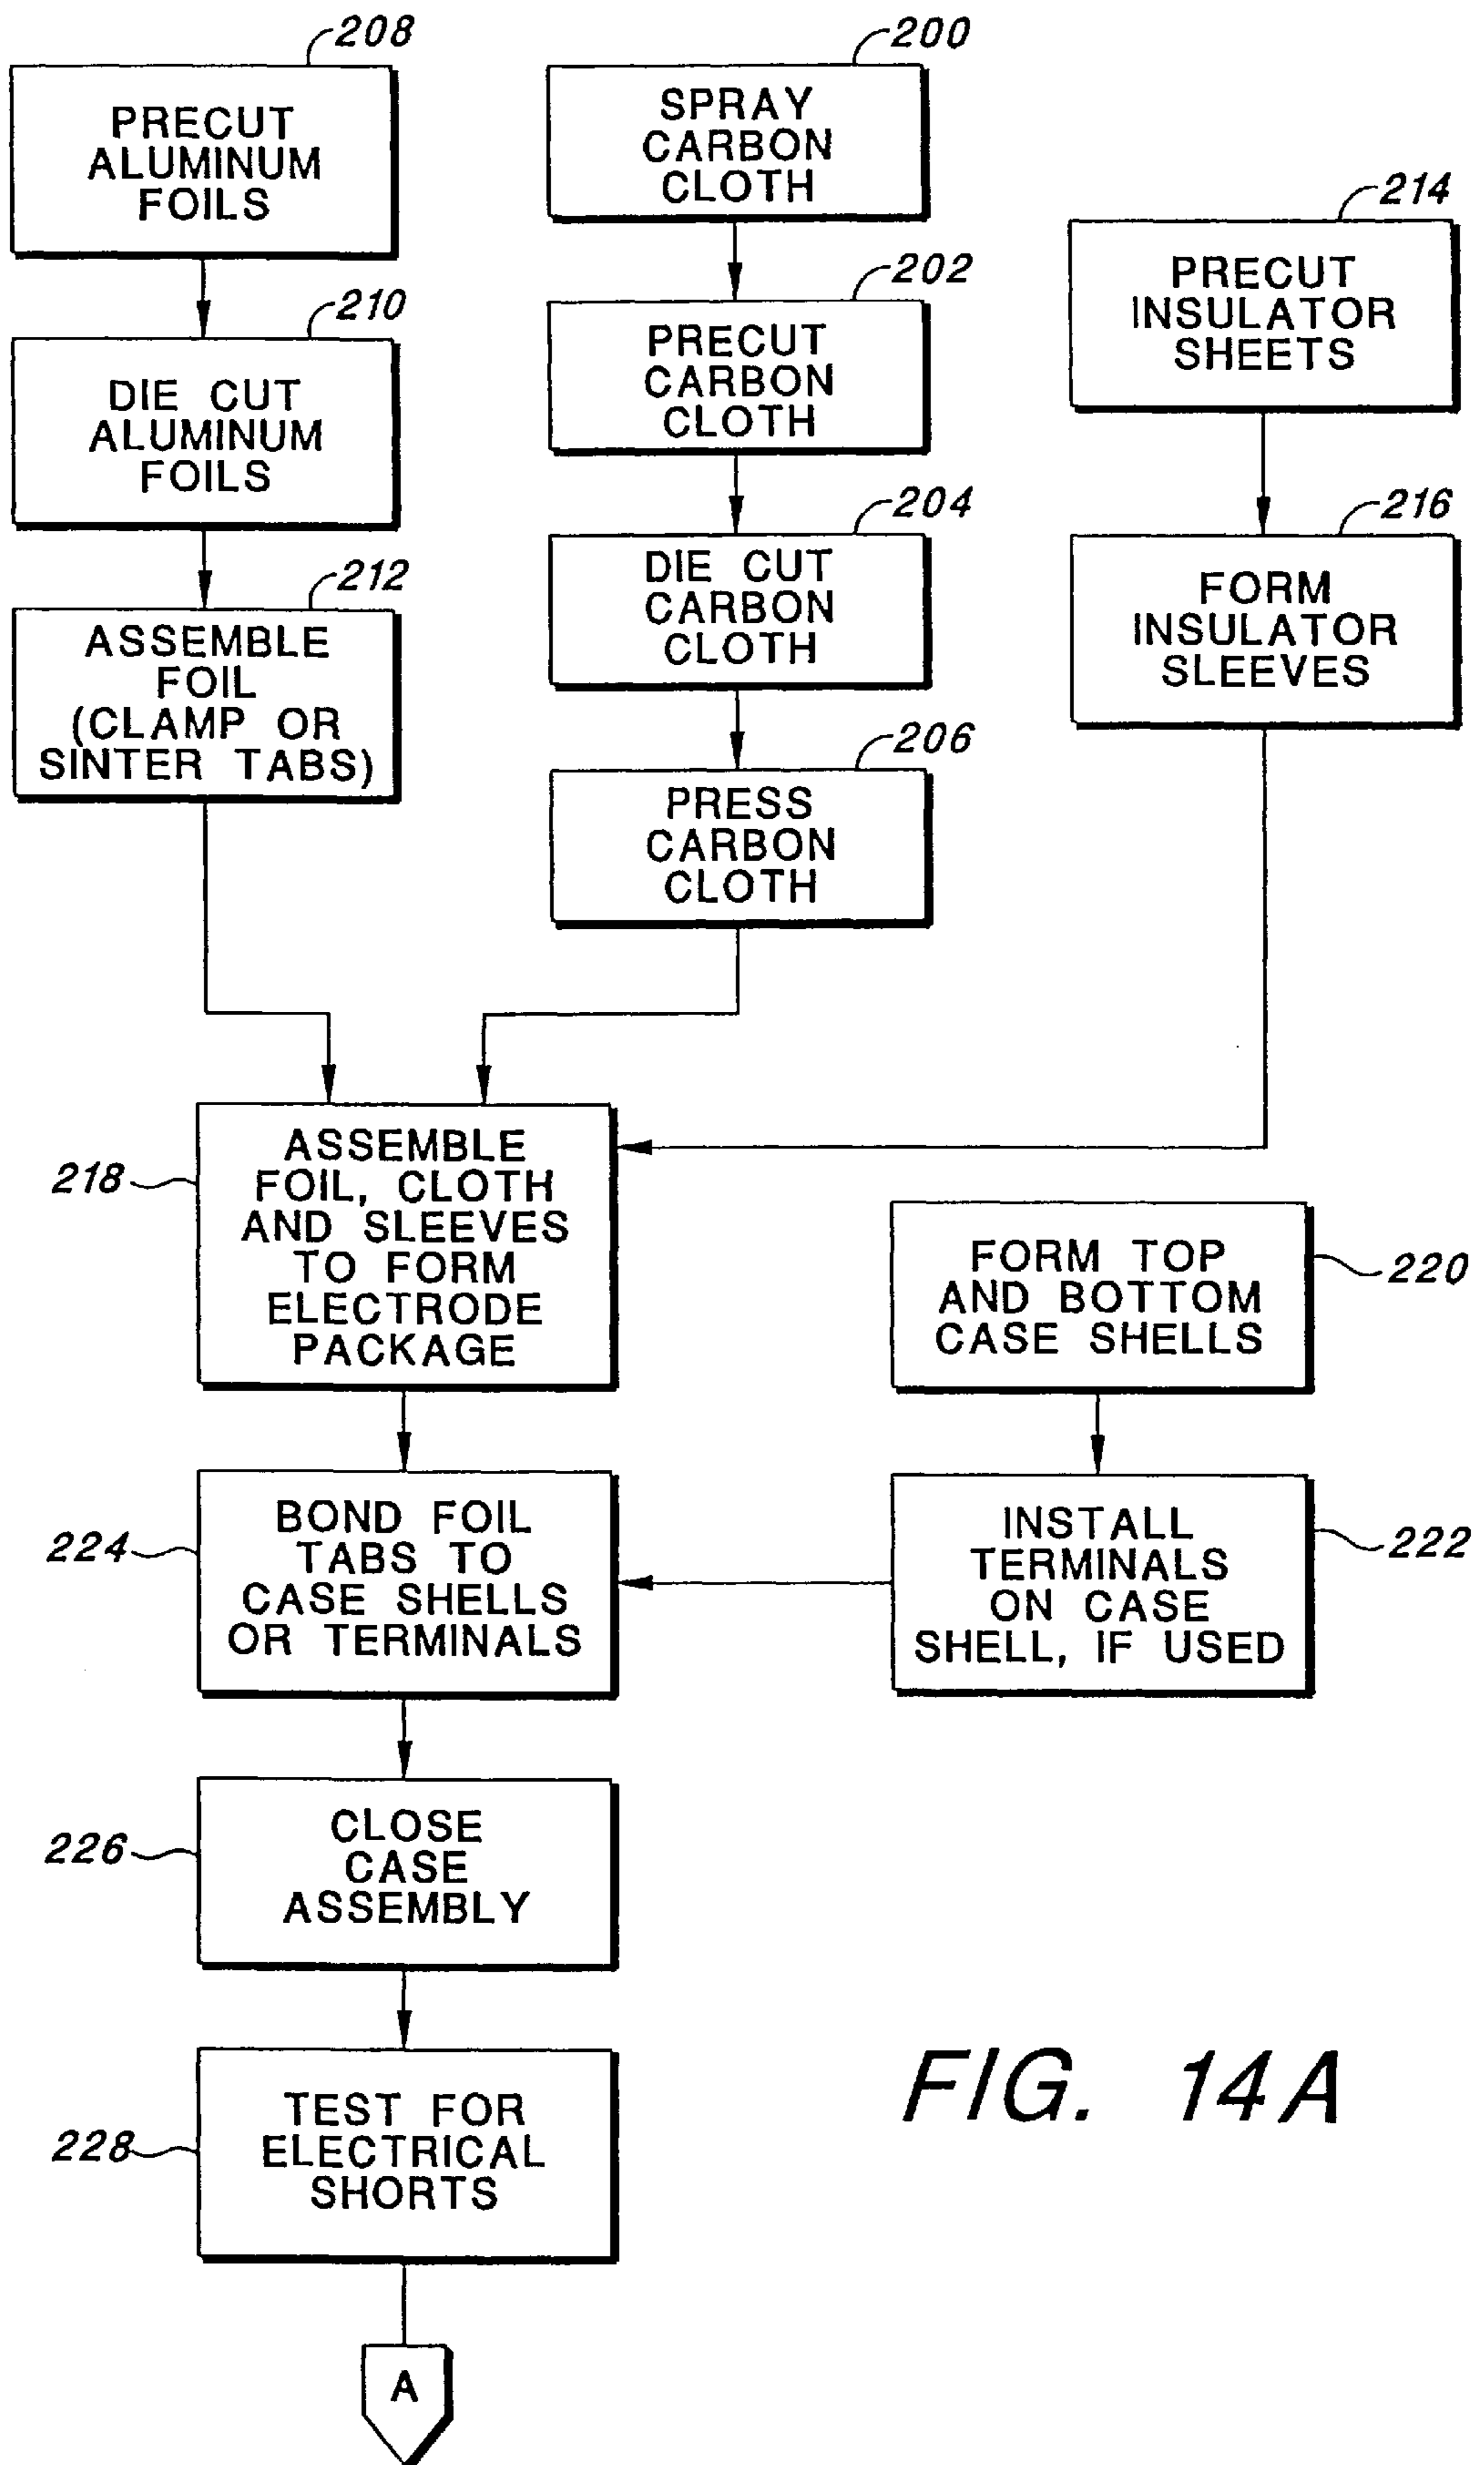 208
PRECUT
ALUMINUM
FOILS
210
DIE CUT
ALUMINUM
FOILS
212
ASSEMBLE
FOIL
(CLAMP OR
SINTER TABS)
200
SPRAY
CARBON
CLOTH
202
PRECUT
CARBON
CLOTH
204
DIE CUT
CARBON
CLOTH
206
PRESS
CARBON
CLOTH
214
PRECUT
INSULATOR
SHEETS
216
FORM
INSULATOR
SLEEVES
218
ASSEMBLE
FOIL, CLOTH
AND SLEEVES
TO FORM
ELECTRODE
PACKAGE
220
FORM TOP
AND BOTTOM
CASE SHELLS
222
INSTALL
TERMINALS
ON CASE
SHELL, IF USED
224
BOND FOIL
TABS TO
CASE SHELLS
OR TERMINALS
226
CLOSE
CASE
ASSEMBLY
228
TEST FOR
ELECTRICAL
SHORTS
A
FIG. 14A